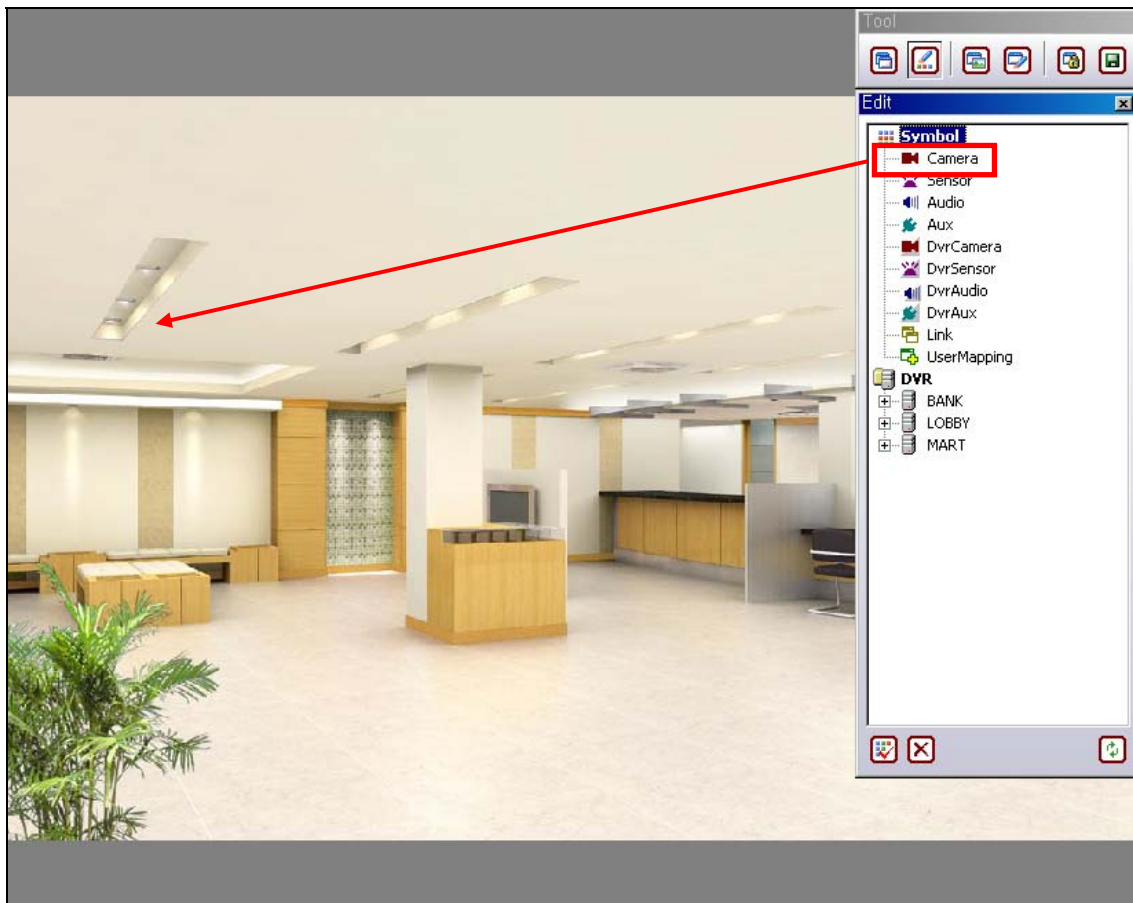 Tool
Edit
Symbol
Camera
Sensor
Audio
Aux
DvrCamera
DvrSensor
DvrAudio
DvrAux
Link
UserMapping
DVR
BANK
LOBBY
MART